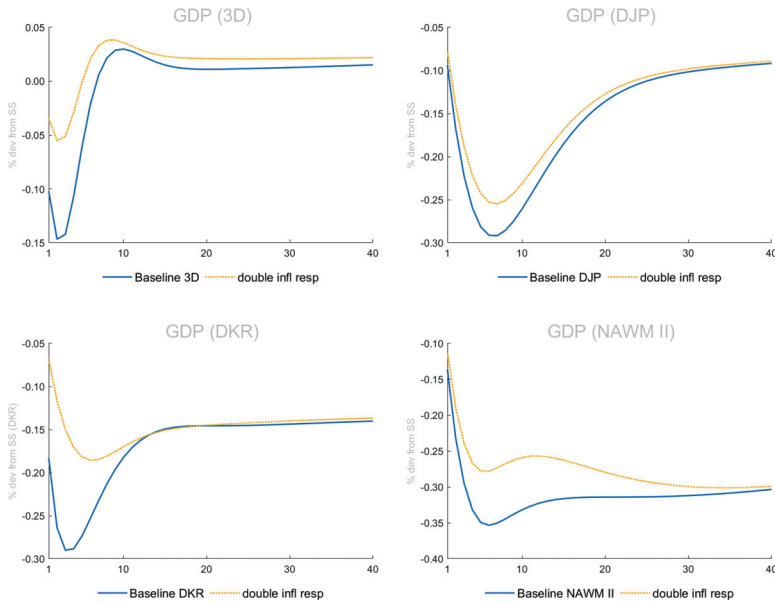 GDP (3D)
% dev from SS
0.05
0.00
-0.05
-0.10
-0.15
1 10 20 30 40
Baseline 3D double infl resp
GDP (DJP)
% dev from SS
-0.10
-0.15
-0.20
-0.25
-0.30
1 10 20 30 40
Baseline DJP double infl resp
GDP (DKR)
% dev from SS (DKR)
-0.05
-0.10
-0.15
-0.20
-0.25
-0.30
1 10 20 30 40
Baseline DKR double infl resp
GDP (NAWM II)
% dev from SS
-0.10
-0.15
-0.20
-0.25
-0.30
-0.35
-0.40
1 10 20 30 40
Baseline NAWM II double infl resp